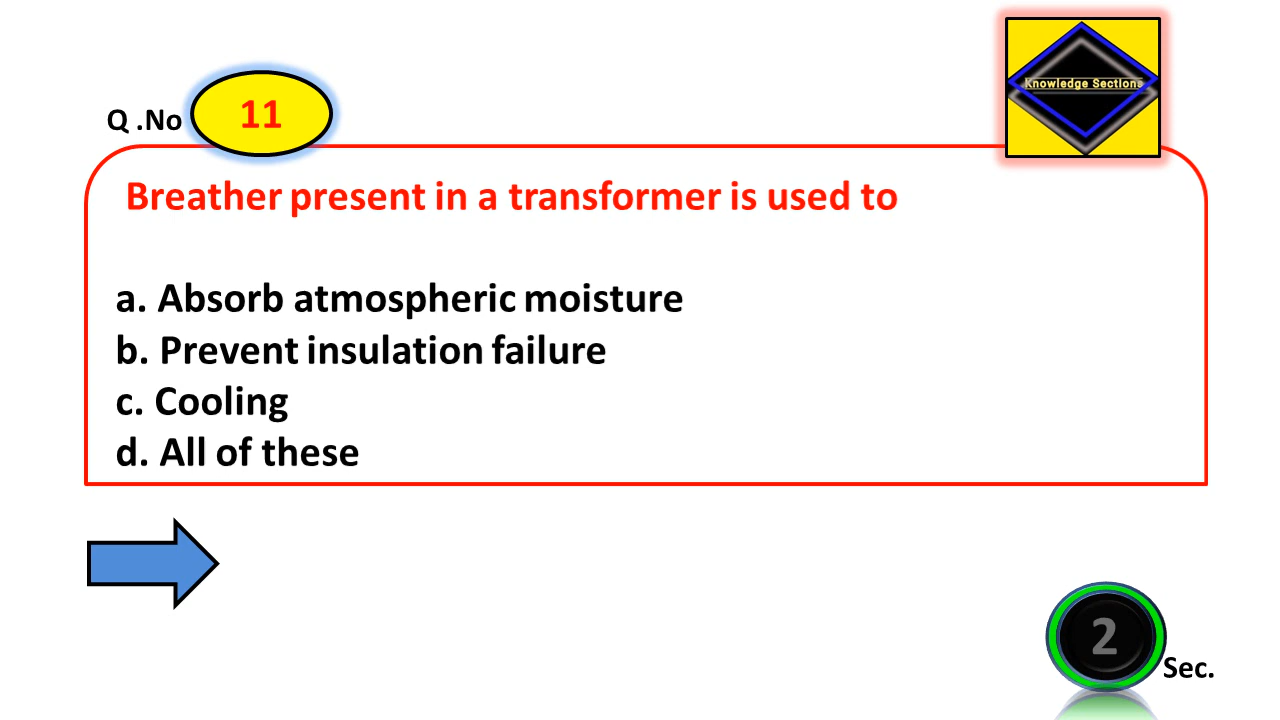 Knowledge Sections
Q .No 11
Breather present in a transformer is used to
a. Absorb atmospheric moisture
b. Prevent insulation failure
c. Cooling
d. All of these
2
Sec.